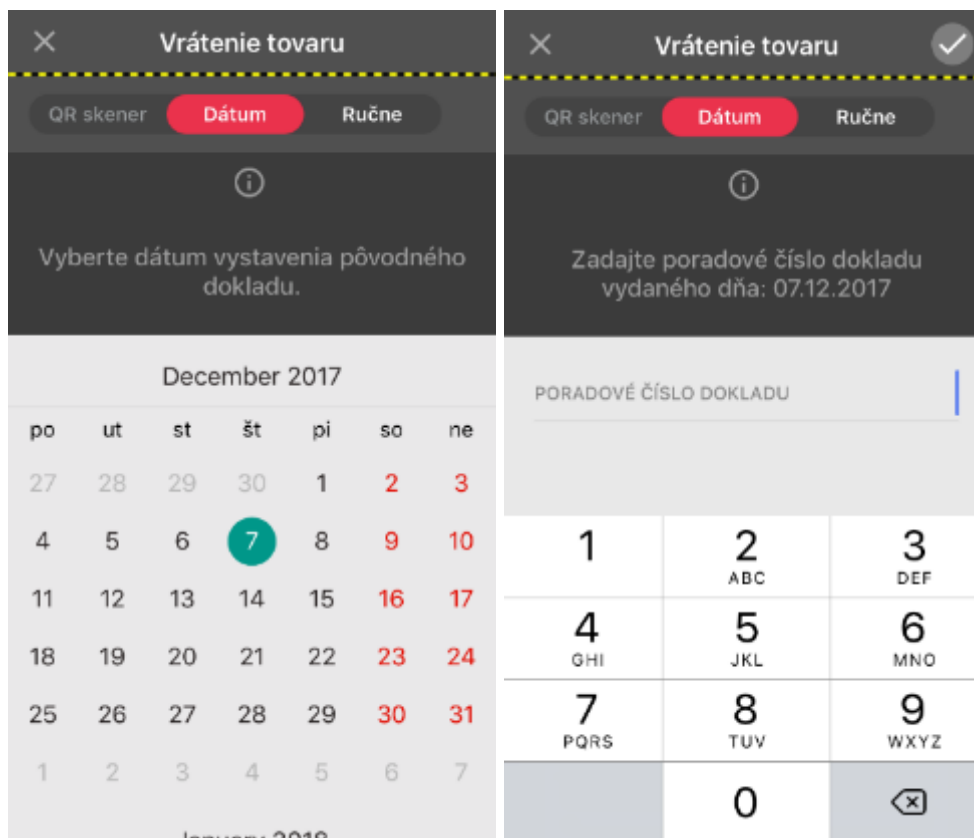 Vrátenie tovaru
QR skener Dátum Ručne
Vyberte dátum vystavenia pôvodného
dokladu.
December 2017
po ut st št pi so ne
27 28 29 30 1 2 3
4 5 6 7 8 9 10
11 12 13 14 15 16 17
18 19 20 21 22 23 24
25 26 27 28 29 30 31
1 2 3 4 5 6 7
January 2018
Vrátenie tovaru
QR skener Dátum Ručne
Zadajte poradové číslo dokladu
vydaného dňa: 07.12.2017
PORADOVÉ ČÍSLO DOKLADU
1 2 3
ABC DEF
4 5 6
GHI JKL MNO
7 8 9
PQRS TUV WXYZ
0